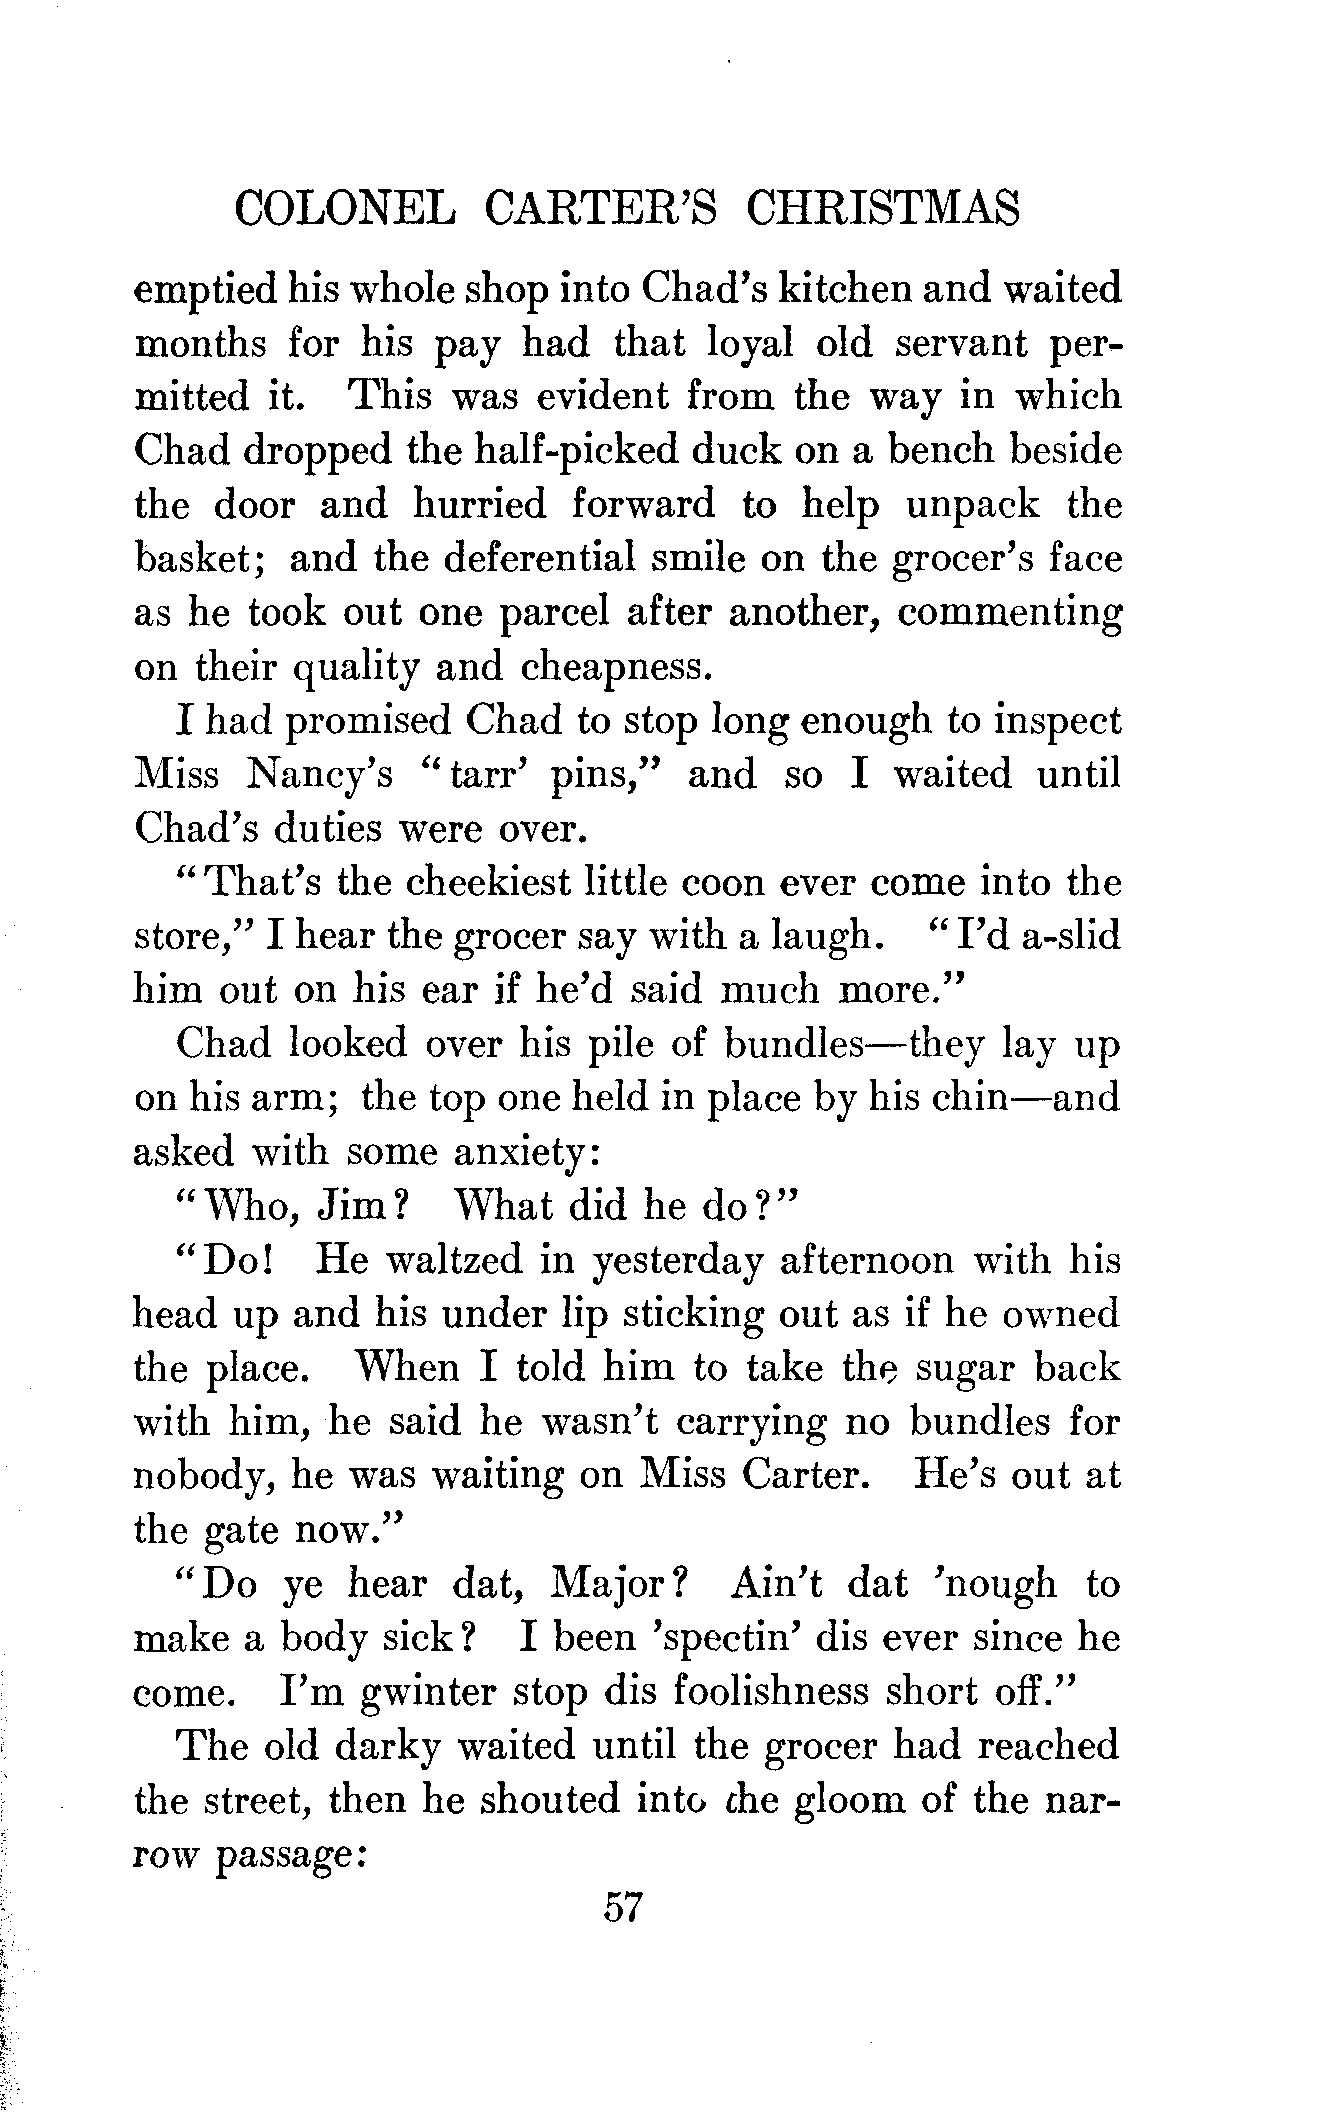 COLONEL CARTER'S CHRISTMAS
emptied his whole shop into Chad's kitchen and waited
months for his pay had that loyal old servant per-
mitted it. This was evident from the way in which
Chad dropped the half-picked duck on a bench beside
the door and hurried forward to help unpack the
basket; and the deferential smile on the grocer's face
as he took out one parcel after another, commenting
on their quality and cheapness.
I had promised Chad to stop long enough to inspect
Miss Nancy's "tarr' pins," and so I waited until
Chad's duties were over.
"That's the cheekiest little coon ever come into the
store," I hear the grocer say with a laugh. "I'd a-slid
him out on his ear if he'd said much more."
Chad looked over his pile of bundles—they lay up
on his arm; the top one held in place by his chin—and
asked with some anxiety:
"Who, Jim? What did he do?"
"Do! He waltzed in yesterday afternoon with his
head up and his under lip sticking out as if he owned
the place. When I told him to take the sugar back
with him, he said he wasn't carrying no bundles for
nobody, he was waiting on Miss Carter. He's out at
the gate now."
"Do ye hear dat, Major? Ain't dat 'nough to
make a body sick? I been 'spectin' dis ever since he
come. I'm gwinter stop dis foolishness short off."
The old darky waited until the grocer had reached
the street, then he shouted into the gloom of the nar-
row passage:
57